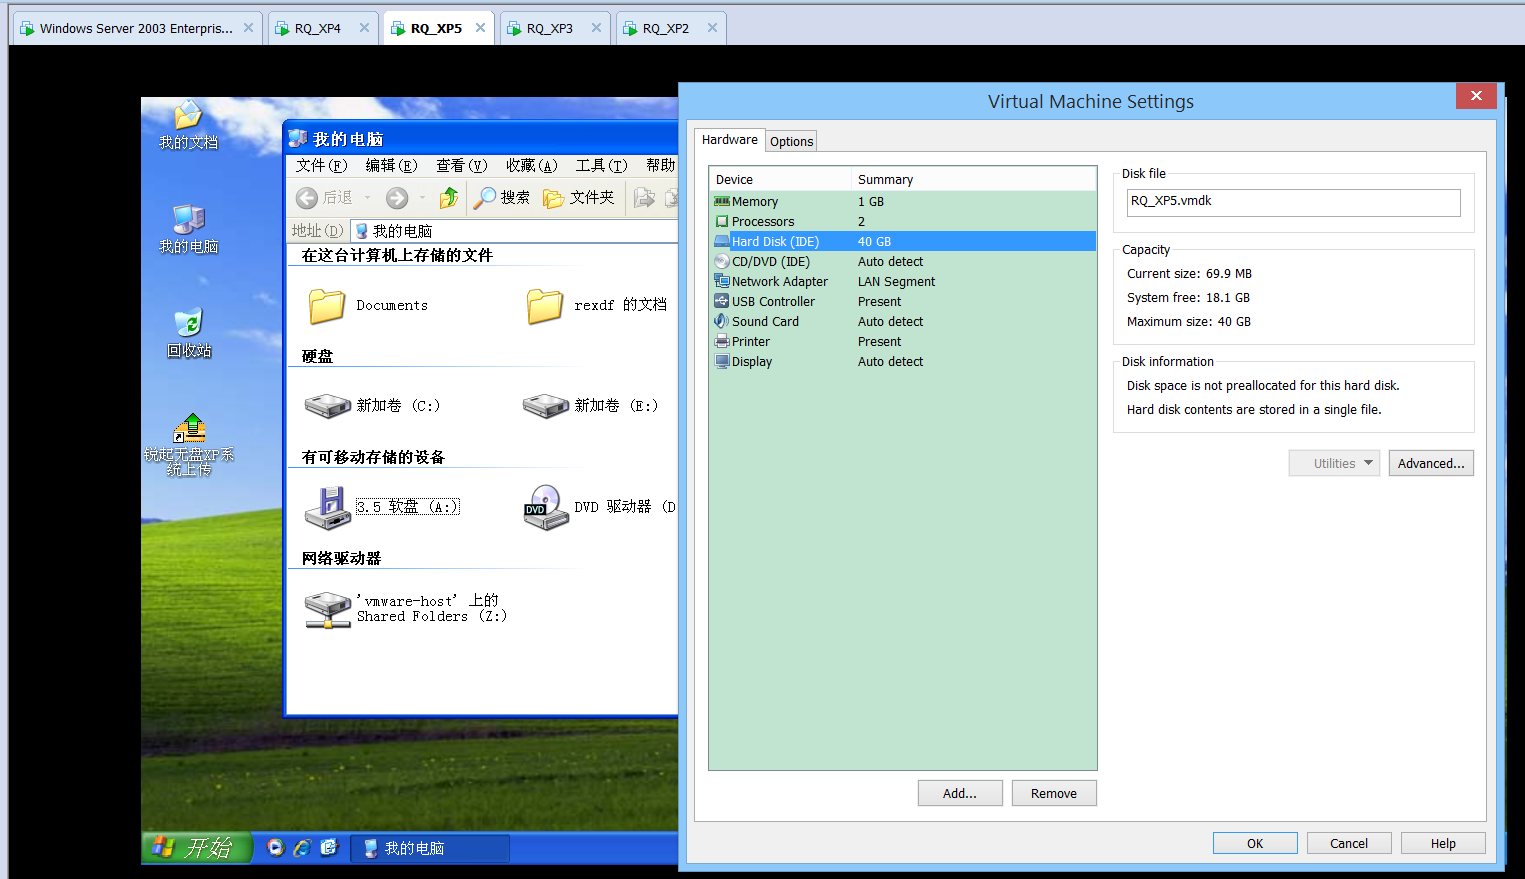 Windows Server 2003 Enterpris...
RQ_XP4
RQ_XP5
RQ_XP3
RQ_XP2
我的文档
我的电脑
回收站
锐起无盘XP系
统上传
我的电脑
文件(F) 编辑(E) 查看(V) 收藏(A) 工具(T) 帮助
后退 搜索 文件夹
地址(D) 我的电脑
在这台计算机上存储的文件
Documents rexdf 的文档
硬盘
新加卷 (C:) 新加卷 (E:)
有可移动存储的设备
3.5 软盘 (A:) DVD 驱动器 (D
DVD
网络驱动器
'vmware-host' 上的
Shared Folders (Z:)
开始 我的电脑
Virtual Machine Settings
Hardware Options
Device Summary
Memory 1 GB
Processors 2
Hard Disk (IDE) 40 GB
CD/DVD (IDE) Auto detect
Network Adapter LAN Segment
USB Controller Present
Sound Card Auto detect
Printer Present
Display Auto detect
Add... Remove
Disk file
RQ_XP5.vmdk
Capacity
Current size: 69.9 MB
System free: 18.1 GB
Maximum size: 40 GB
Disk information
Disk space is not preallocated for this hard disk.
Hard disk contents are stored in a single file.
Utilities Advanced...
OK Cancel Help